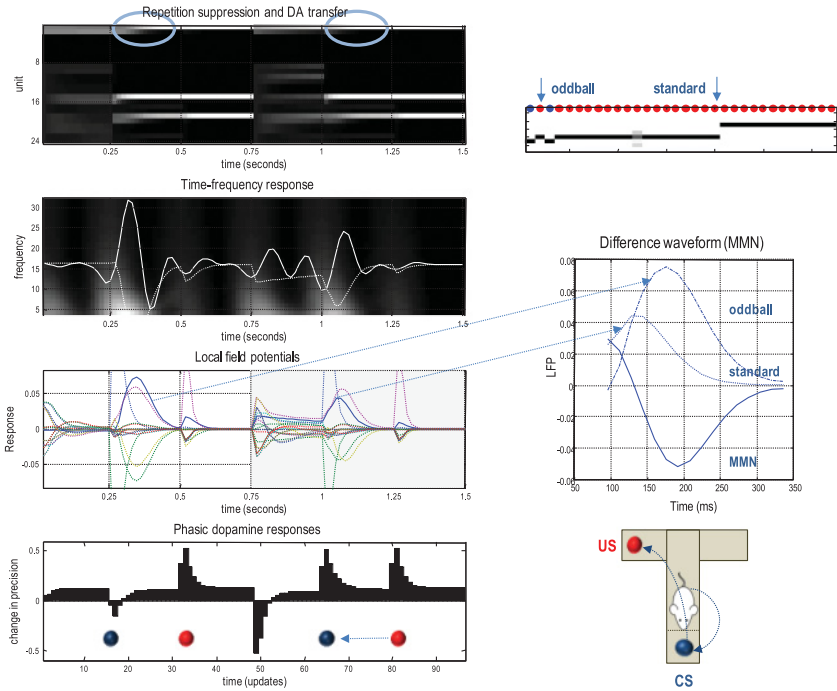 Repetition suppression and DA transfer
unit
8
16
24
0.25 0.5 0.75 1 1.25 1.5
time (seconds)
oddball standard
Time-frequency response
frequency
30
25
20
15
10
5
0.25 0.5 0.75 1 1.25 1.5
time (seconds)
Local field potentials
Response
0.05
0
-0.05
0.25 0.5 0.75 1 1.25 1.5
time (seconds)
Difference waveform (MMN)
LFP
0.08
0.06
0.04
0.02
0
-0.02
-0.04
-0.06
oddball
standard
MMN
50 100 150 200 250 300 350
Time (ms)
Phasic dopamine responses
change in precision
0.5
0
-0.5
10 20 30 40 50 60 70 80 90
time (updates)
US
CS